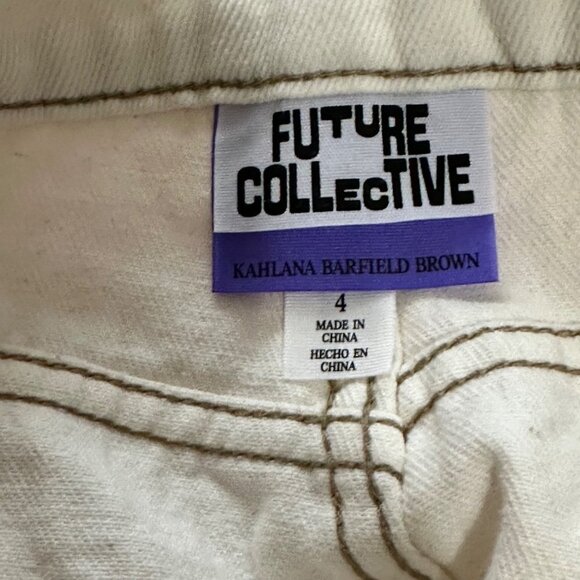 FUTURE
COLLECTIVE
KAHLANA BARFIELD BROWN
4
MADE IN
CHINA
HECHO EN
CHINA